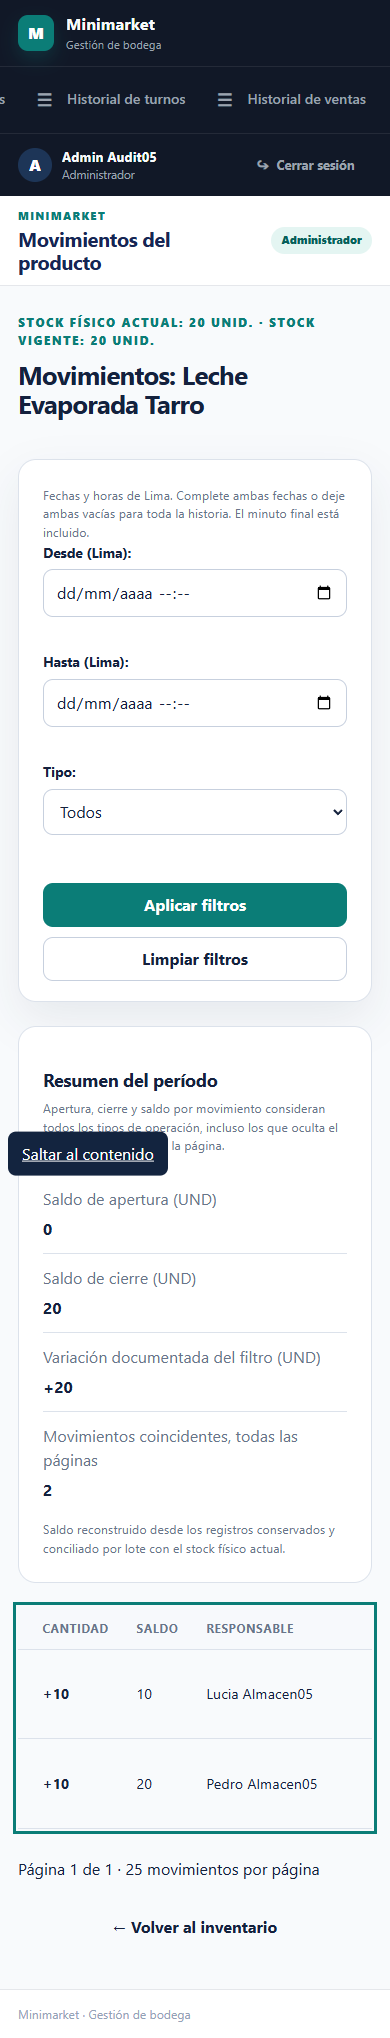 M
Minimarket
Gestión de bodega
s
Historial de turnos
Historial de ventas
A
Admin Audit05
Administrador
Cerrar sesión
MINIMARKET
Movimientos del
producto
Administrador
STOCK FÍSICO ACTUAL: 20 UNID. · STOCK
VIGENTE: 20 UNID.
Movimientos: Leche
Evaporada Tarro
Fechas y horas de Lima. Complete ambas fechas o deje
ambas vacías para toda la historia. El minuto final está
incluido.
Desde (Lima):
dd/mm/aaaa --:--
Hasta (Lima):
dd/mm/aaaa --:--
Tipo:
Todos
Aplicar filtros
Limpiar filtros
Resumen del período
Apertura, cierre y saldo por movimiento consideran
todos los tipos de operación, incluso los que oculta el
la página.
Saltar al contenido
Saldo de apertura (UND)
0
Saldo de cierre (UND)
20
Variación documentada del filtro (UND)
+20
Movimientos coincidentes, todas las
páginas
2
Saldo reconstruido desde los registros conservados y
conciliado por lote con el stock físico actual.
CANTIDAD SALDO RESPONSABLE
+10 10 Lucia Almacen05
+10 20 Pedro Almacen05
Página 1 de 1 · 25 movimientos por página
← Volver al inventario
Minimarket · Gestión de bodega